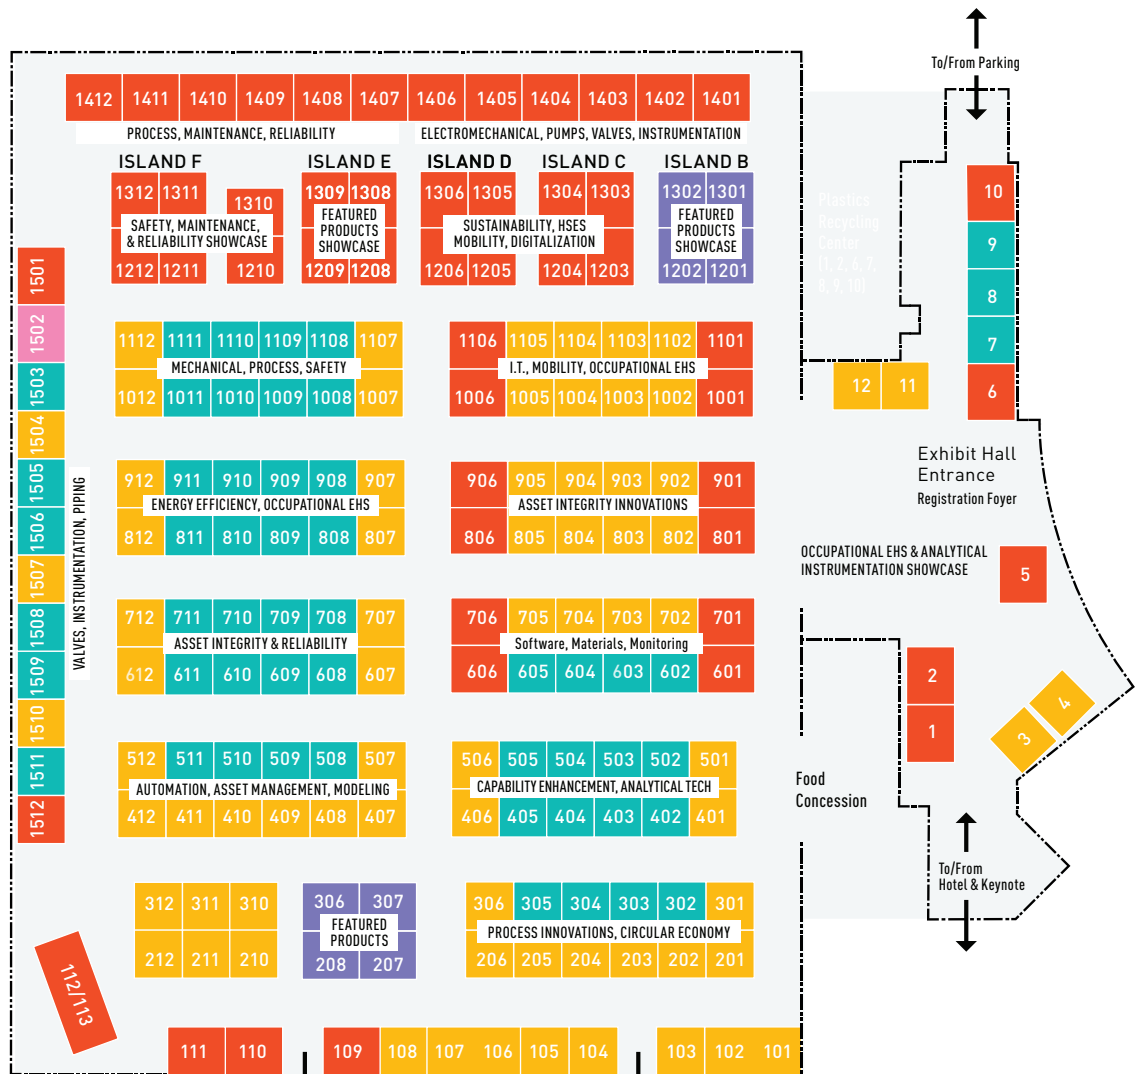 To/From Parking
1412 1411 1410 1409 1408 1407 1406 1405 1404 1403 1402 1401
PROCESS, MAINTENANCE, RELIABILITY
ELECTROMECHANICAL, PUMPS, VALVES, INSTRUMENTATION
ISLAND F
ISLAND E
ISLAND D
ISLAND C
ISLAND B
1312 1311
1310
SAFETY, MAINTENANCE,
& RELIABILITY SHOWCASE
1212 1211
1210
1309 1308
FEATURED
PRODUCTS
SHOWCASE
1209 1208
1306 1305
1304 1303
SUSTAINABILITY, HSES
MOBILITY, DIGITALIZATION
1206 1205
1204 1203
1302 1301
FEATURED
PRODUCTS
SHOWCASE
1202 1201
Plastics
Recycling
Center
(1, 2, 6, 7,
8, 9, 10)
10
9
8
7
6
12 11
1501
1502
1503
1504
1505
1506
1507
1508
1509
1510
1511
1512
VALVES, INSTRUMENTATION, PIPING
1112 1111 1110 1109 1108 1107
MECHANICAL, PROCESS, SAFETY
1012 1011 1010 1009 1008 1007
1106 1105 1104 1103 1102 1101
I.T., MOBILITY, OCCUPATIONAL EHS
1006 1005 1004 1003 1002 1001
Exhibit Hall
Entrance
Registration Foyer
912 911 910 909 908 907
ENERGY EFFICIENCY, OCCUPATIONAL EHS
812 811 810 809 808 807
906 905 904 903 902 901
ASSET INTEGRITY INNOVATIONS
806 805 804 803 802 801
OCCUPATIONAL EHS & ANALYTICAL
INSTRUMENTATION SHOWCASE
5
712 711 710 709 708 707
ASSET INTEGRITY & RELIABILITY
612 611 610 609 608 607
706 705 704 703 702 701
Software, Materials, Monitoring
606 605 604 603 602 601
2
1
4
3
512 511 510 509 508 507
AUTOMATION, ASSET MANAGEMENT, MODELING
412 411 410 409 408 407
506 505 504 503 502 501
CAPABILITY ENHANCEMENT, ANALYTICAL TECH
406 405 404 403 402 401
Food
Concession
To/From
Hotel & Keynote
312 311 310
212 211 210
306 307
FEATURED
PRODUCTS
208 207
306 305 304 303 302 301
PROCESS INNOVATIONS, CIRCULAR ECONOMY
206 205 204 203 202 201
112/113
111 110 109 108 107 106 105 104 103 102 101